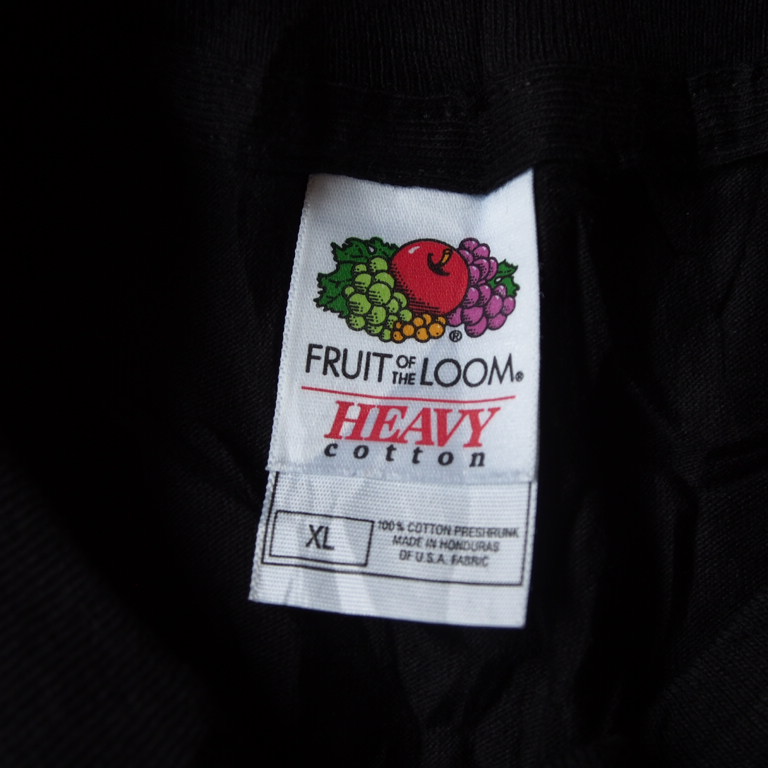 ®
FRUIT OF THE LOOM®
HEAVY
cotton
XL
100% COTTON PRESHRUNK
MADE IN HONDURAS
OF U.S.A. FABRIC